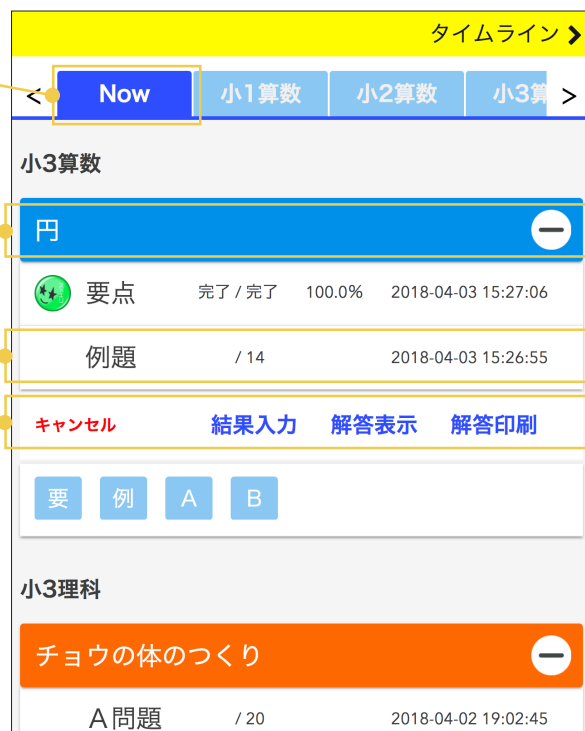 タイムライン >
< Now 小1算数 小2算数 小3算 >
小3算数
円
要点 完了 / 完了 100.0% 2018-04-03 15:27:06
例題 / 14 2018-04-03 15:26:55
キャンセル 結果入力 解答表示 解答印刷
要 例 A B
小3理科
チョウの体のつくり
A問題 / 20 2018-04-02 19:02:45